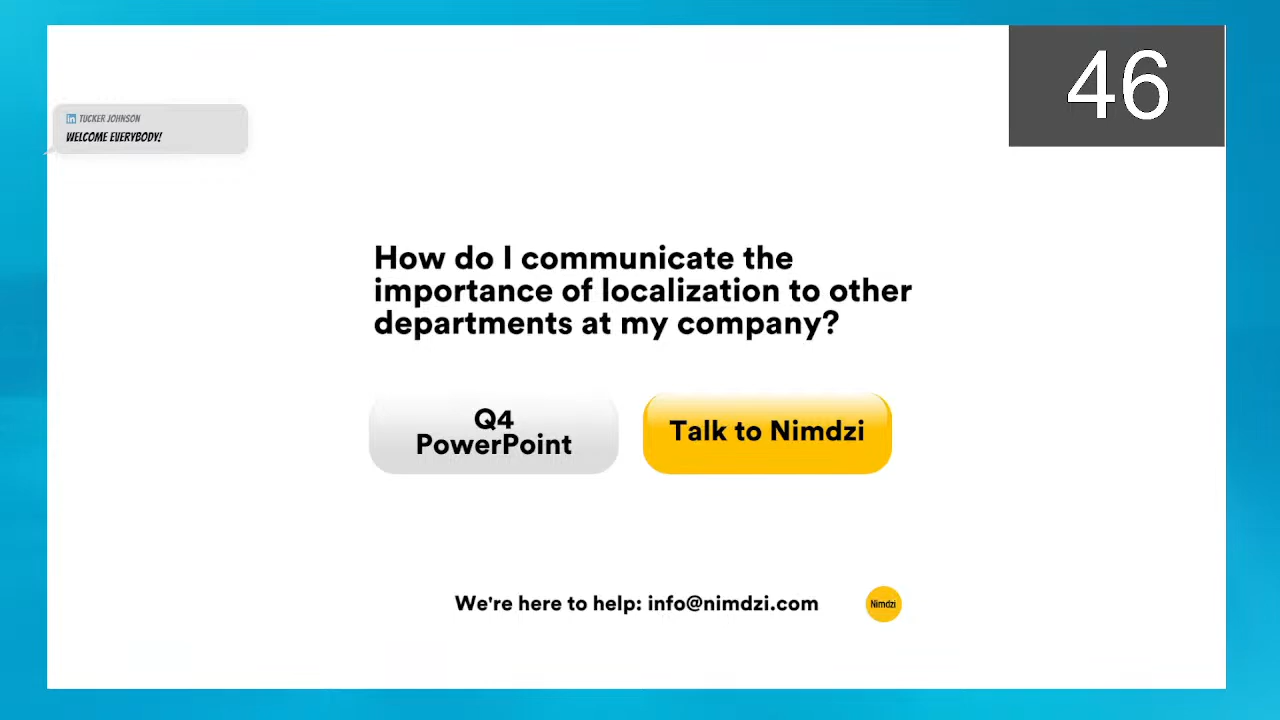 46
in TUCKER JOHNSON
WELCOME EVERYBODY!
How do I communicate the
importance of localization to other
departments at my company?
Q4
PowerPoint
Talk to Nimdzi
We're here to help: info@nimdzi.com
Nimdzi